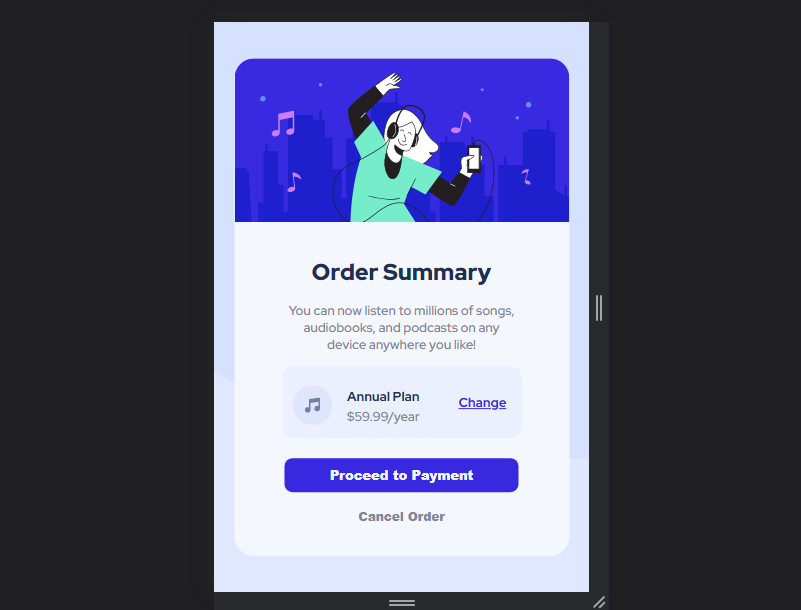 Order Summary
You can now listen to millions of songs,
audiobooks, and podcasts on any
device anywhere you like!
Annual Plan
$59.99/year
Change
Proceed to Payment
Cancel Order